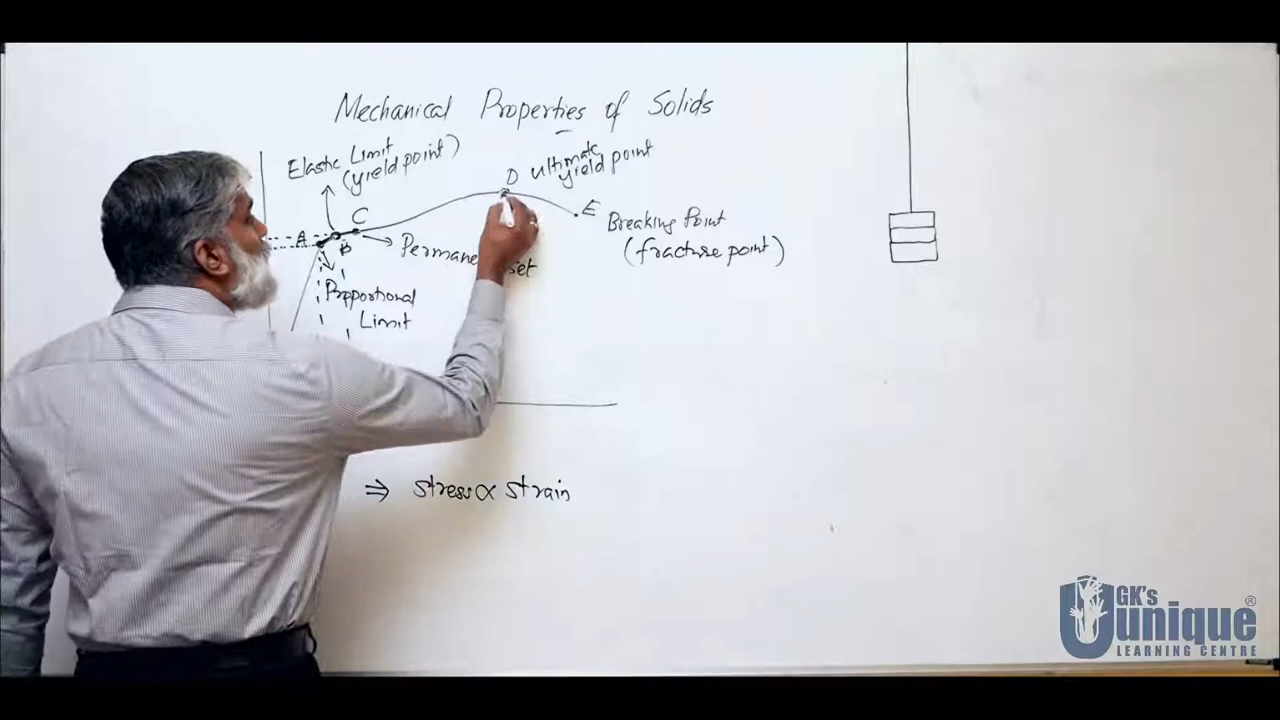 Mechanical Properties of Solids
Elastic Limit
(yield point)
D ultimate
yield point
C
E
Breaking Point
(fracture point)
A
B
Permane set
Proportional
Limit
⇒ stress ∝ strain
GK's
unique
LEARNING CENTRE